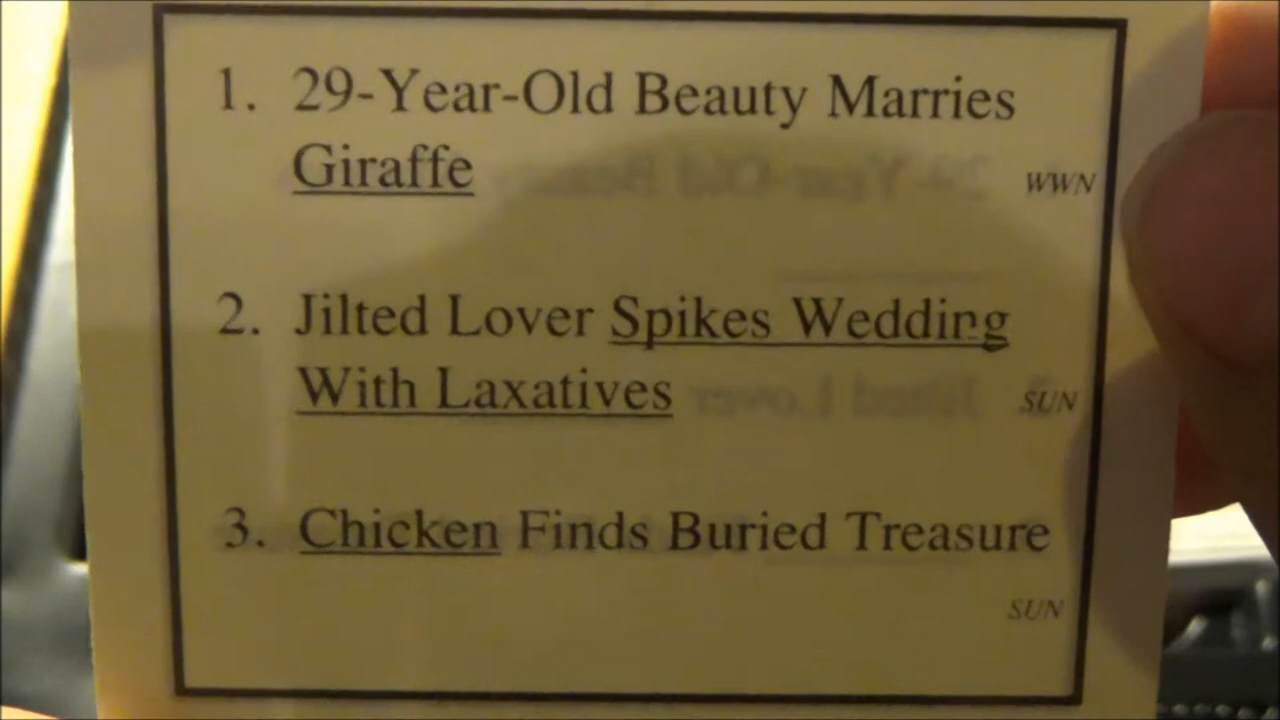 1. 29-Year-Old Beauty Marries
Giraffe
WWN
2. Jilted Lover Spikes Wedding
With Laxatives
SUN
3. Chicken Finds Buried Treasure
SUN